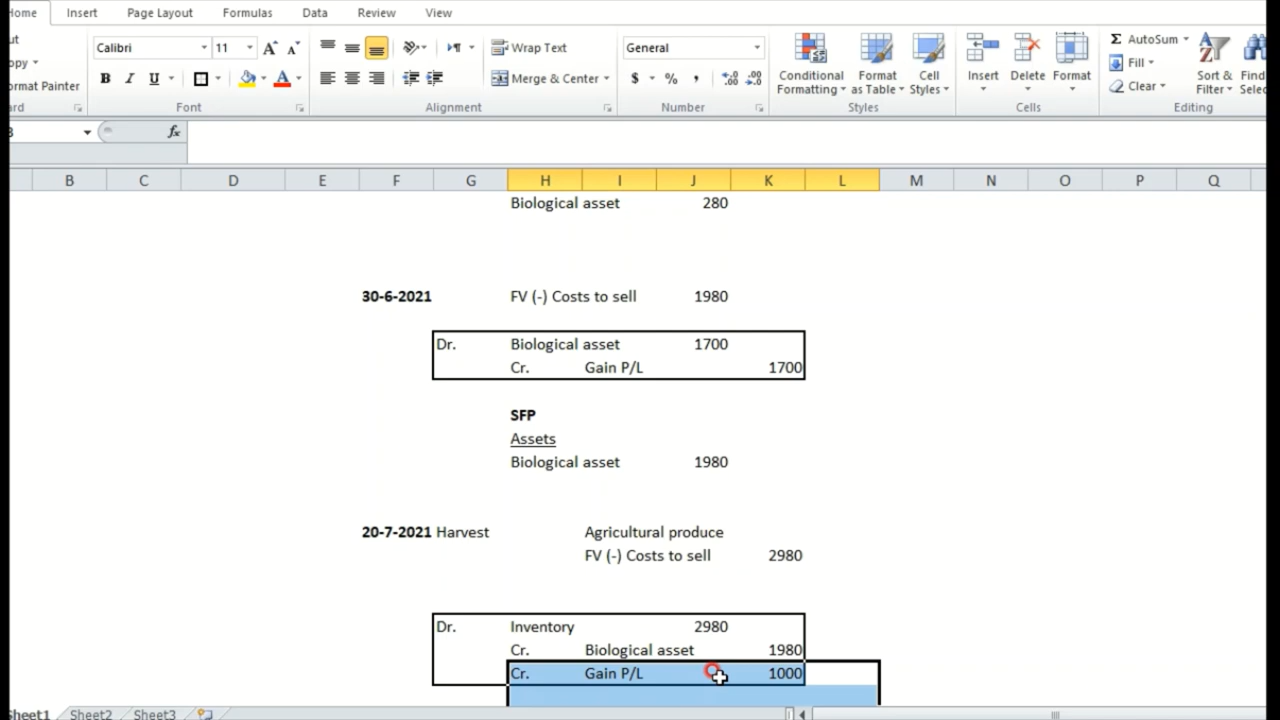 Home Insert Page Layout Formulas Data Review View
Calibri 11 A A Wrap Text General AutoSum
Format Painter B I U A Merge & Center $ % , Conditional Formatting Format as Table Cell Styles Insert Delete Format Fill Clear Sort & Filter
Font Alignment Number Styles Cells Editing
fx
B C D E F G H I J K L M N O P Q
Biological asset 280
30-6-2021 FV (-) Costs to sell 1980
Dr. Biological asset 1700
Cr. Gain P/L 1700
SFP
Assets
Biological asset 1980
20-7-2021 Harvest Agricultural produce
FV (-) Costs to sell 2980
Dr. Inventory 2980
Cr. Biological asset 1980
Cr. Gain P/L 1000
Sheet1 Sheet2 Sheet3